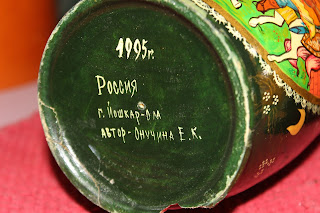 1995г.
Россия
г. Йошкар-Ола
автор-Онучина Е.К.